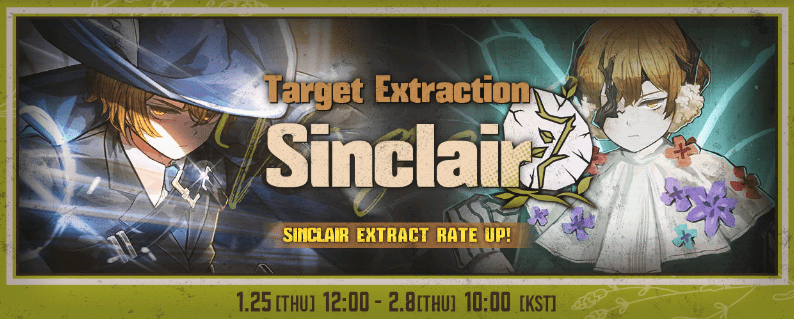 Target Extraction
Sinclair
SINCLAIR EXTRACT RATE UP!
1.25[THU] 12:00 - 2.8[THU] 10:00 [KST]